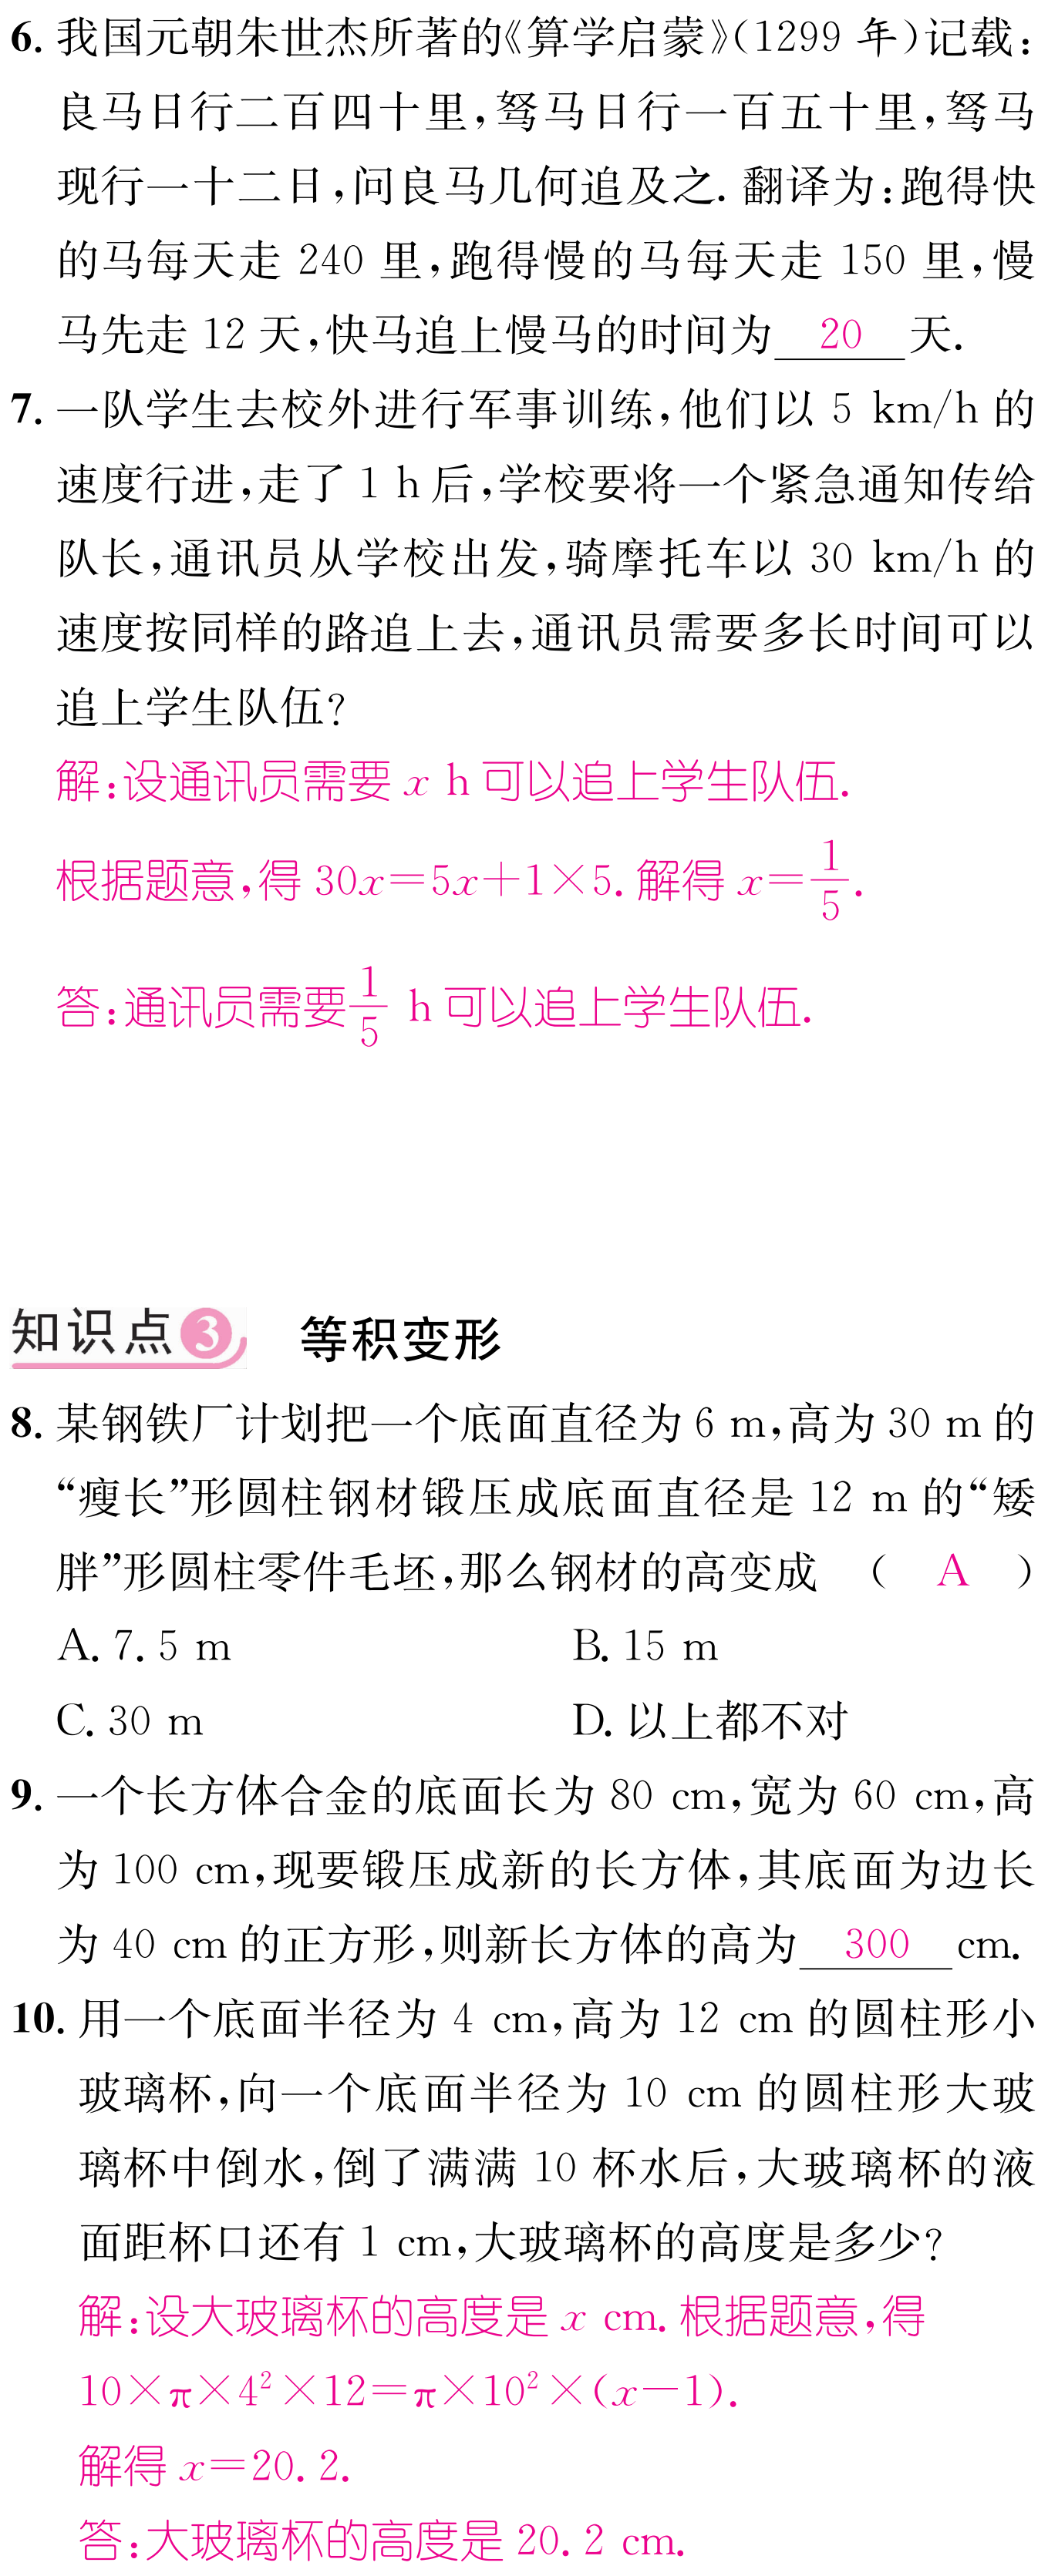 6. 我国元朝朱世杰所著的《算学启蒙》(1299 年)记载:
良马日行二百四十里,驽马日行一百五十里,驽马
现行一十二日,问良马几何追及之. 翻译为:跑得快
的马每天走 240 里,跑得慢的马每天走 150 里,慢
马先走 12 天,快马追上慢马的时间为 20 天.
7. 一队学生去校外进行军事训练,他们以 5 km/h 的
速度行进,走了 1 h 后,学校要将一个紧急通知传给
队长,通讯员从学校出发,骑摩托车以 30 km/h 的
速度按同样的路追上去,通讯员需要多长时间可以
追上学生队伍?
解:设通讯员需要 x h 可以追上学生队伍.
根据题意,得 30x=5x+1×5. 解得 x=1/5.
答:通讯员需要1/5 h 可以追上学生队伍.
知识点3 等积变形
8. 某钢铁厂计划把一个底面直径为 6 m,高为 30 m 的
“瘦长”形圆柱钢材锻压成底面直径是 12 m 的“矮
胖”形圆柱零件毛坯,那么钢材的高变成 ( A )
A. 7. 5 m B. 15 m
C. 30 m D. 以上都不对
9. 一个长方体合金的底面长为 80 cm,宽为 60 cm,高
为 100 cm,现要锻压成新的长方体,其底面为边长
为 40 cm 的正方形,则新长方体的高为 300 cm.
10. 用一个底面半径为 4 cm,高为 12 cm 的圆柱形小
玻璃杯,向一个底面半径为 10 cm 的圆柱形大玻
璃杯中倒水,倒了满满 10 杯水后,大玻璃杯的液
面距杯口还有 1 cm,大玻璃杯的高度是多少?
解:设大玻璃杯的高度是 x cm. 根据题意,得
10×π×4²×12=π×10²×(x-1).
解得 x=20. 2.
答:大玻璃杯的高度是 20. 2 cm.